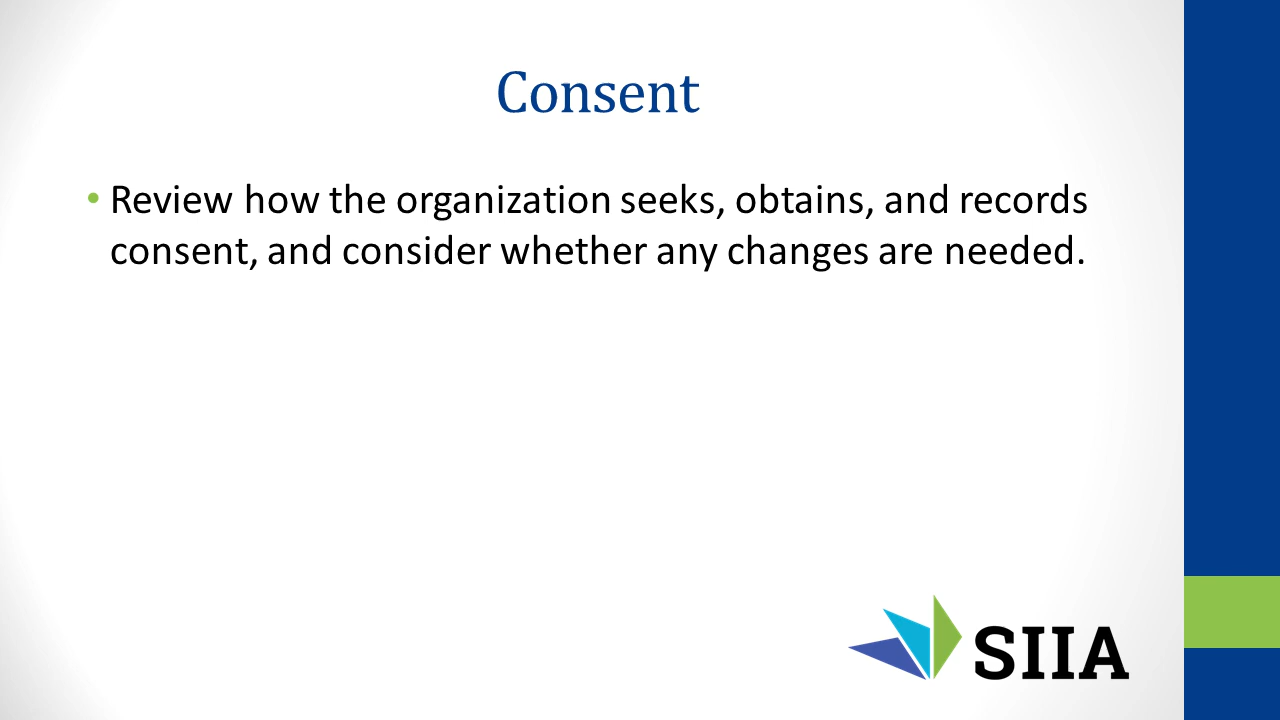 Consent
• Review how the organization seeks, obtains, and records
consent, and consider whether any changes are needed.
SIIA